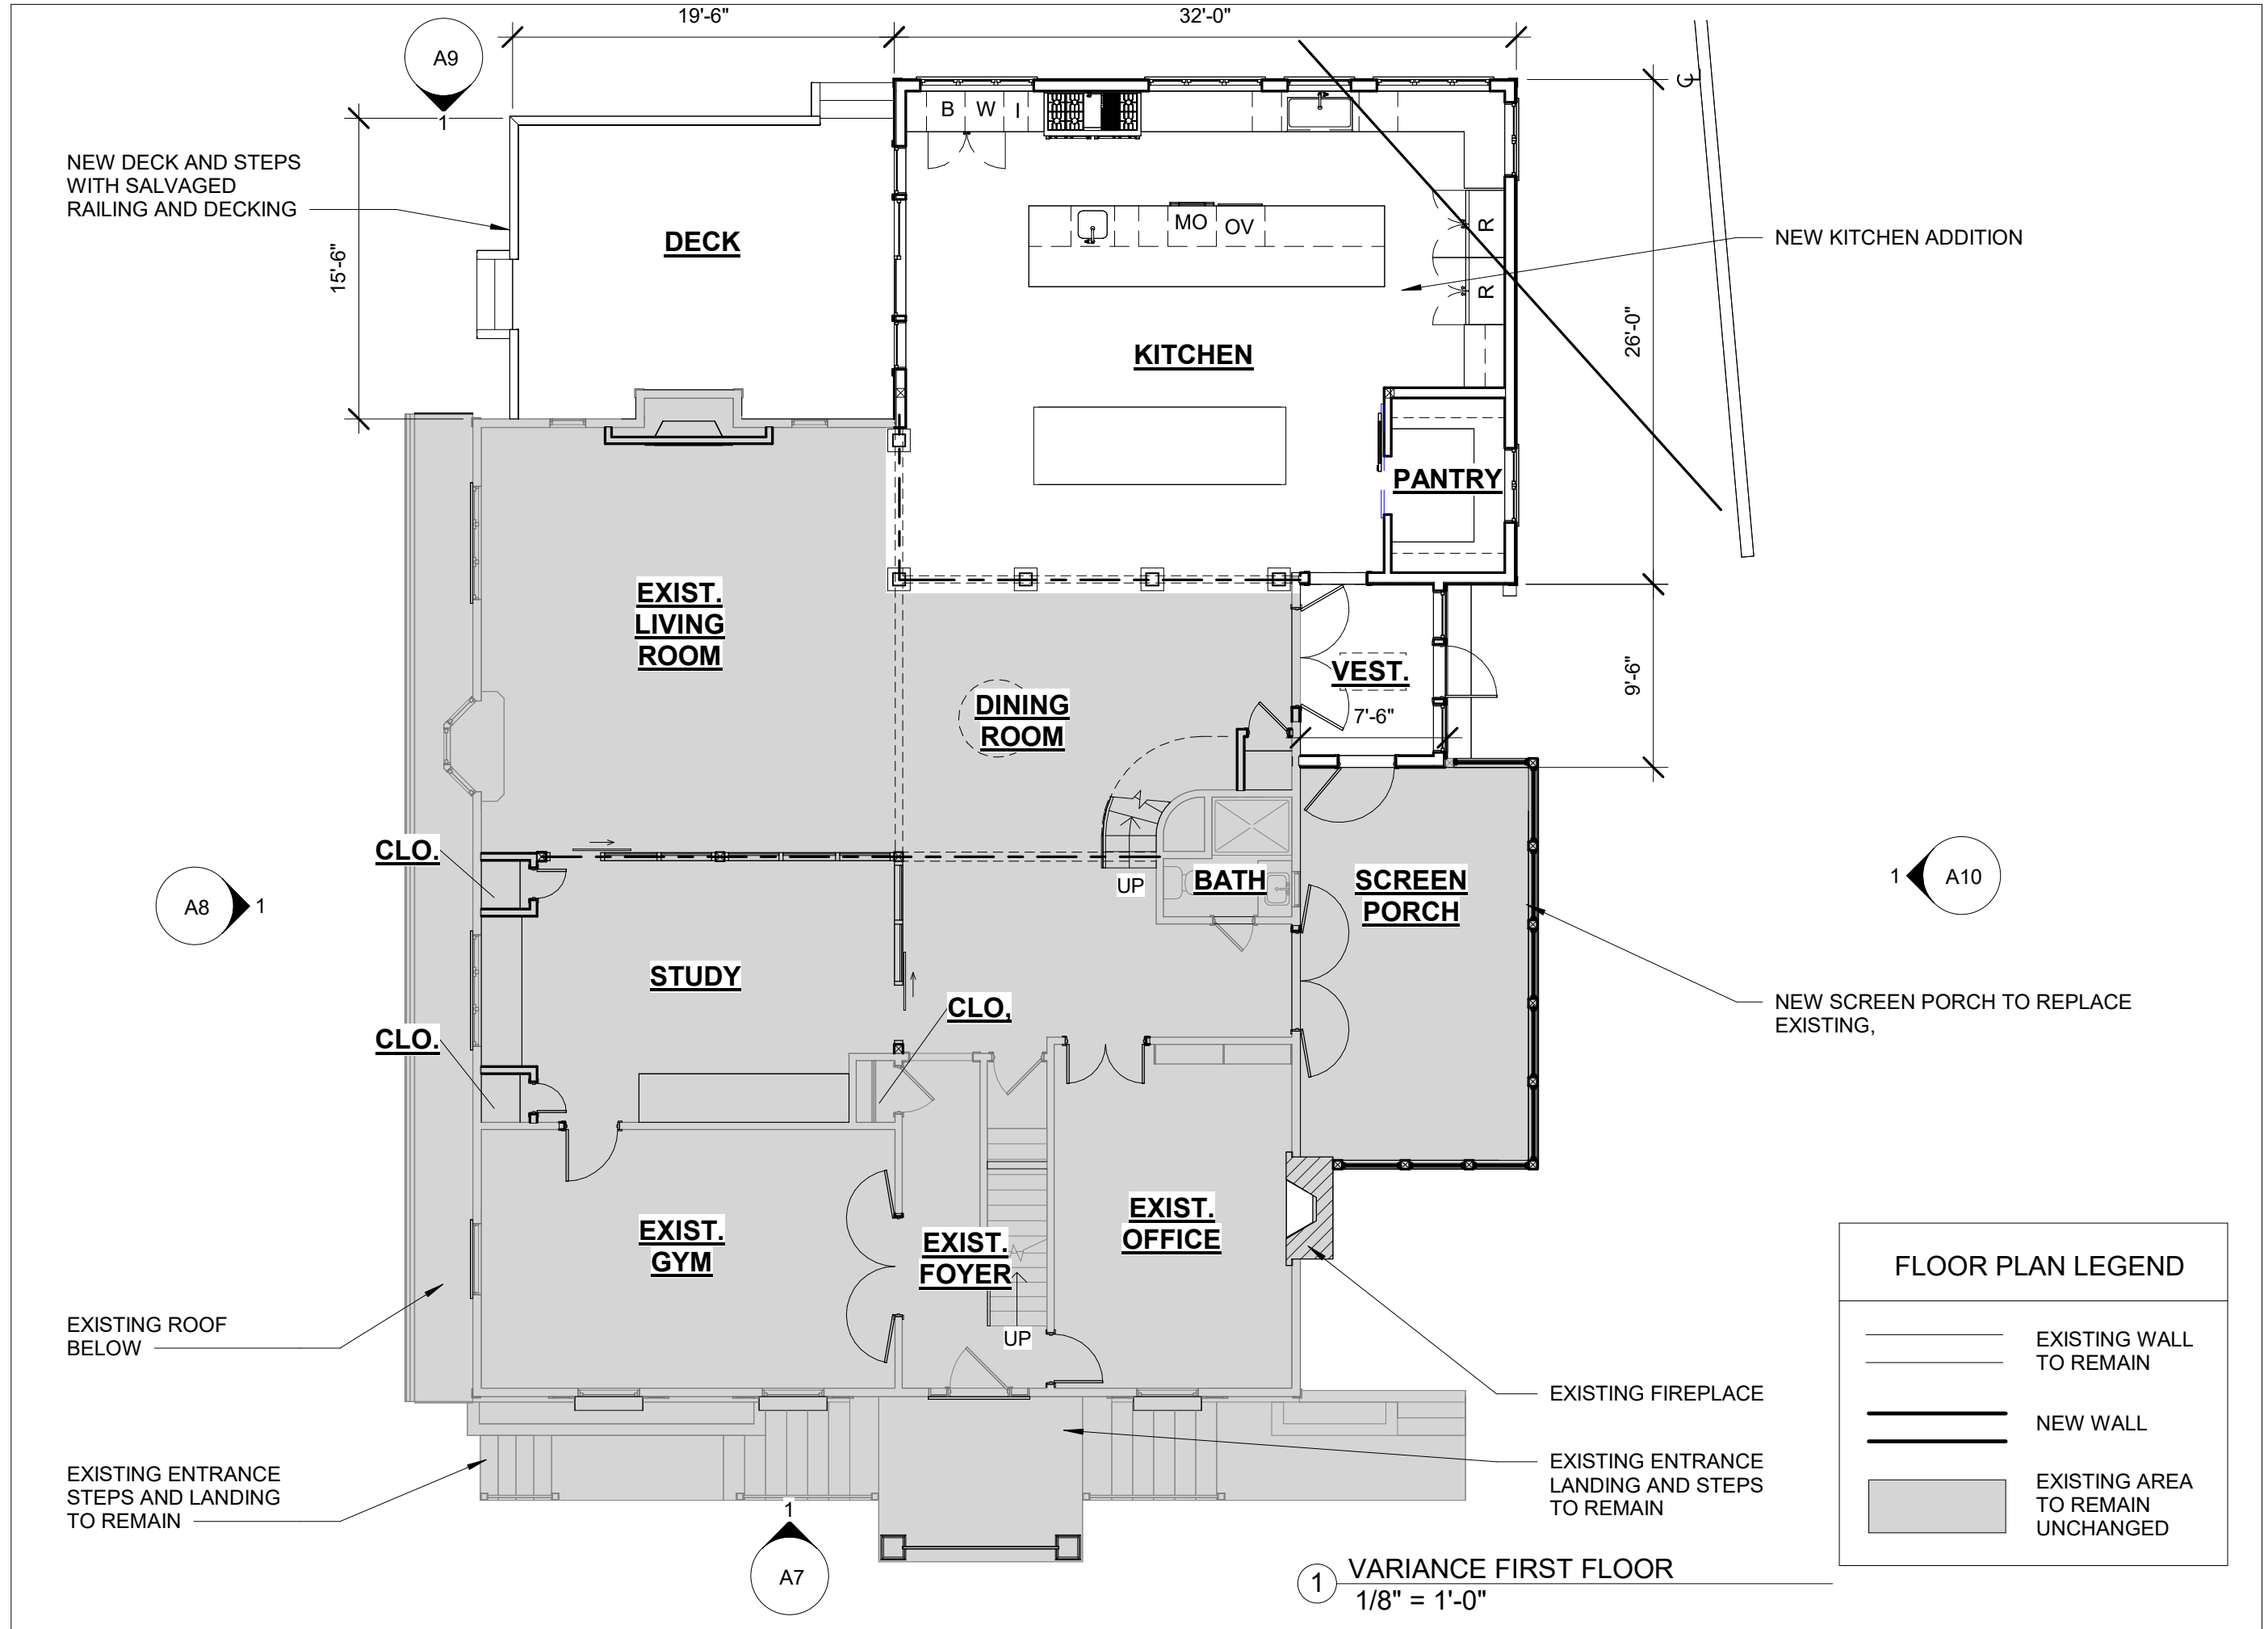 19'-6"
32'-0"
A9
1
℄
B
W
I
NEW DECK AND STEPS
WITH SALVAGED
RAILING AND DECKING
15'-6"
DECK
MO
OV
R
R
NEW KITCHEN ADDITION
KITCHEN
26'-0"
PANTRY
EXIST.
LIVING
ROOM
DINING
ROOM
VEST.
7'-6"
9'-6"
CLO.
A8
1
UP
BATH
SCREEN
PORCH
1
A10
STUDY
CLO,
CLO.
NEW SCREEN PORCH TO REPLACE
EXISTING,
EXIST.
GYM
EXIST.
FOYER
EXIST.
OFFICE
UP
EXISTING ROOF
BELOW
EXISTING FIREPLACE
EXISTING ENTRANCE
STEPS AND LANDING
TO REMAIN
EXISTING ENTRANCE
LANDING AND STEPS
TO REMAIN
1
A7
FLOOR PLAN LEGEND
EXISTING WALL
TO REMAIN
NEW WALL
EXISTING AREA
TO REMAIN
UNCHANGED
1
VARIANCE FIRST FLOOR
1/8" = 1'-0"